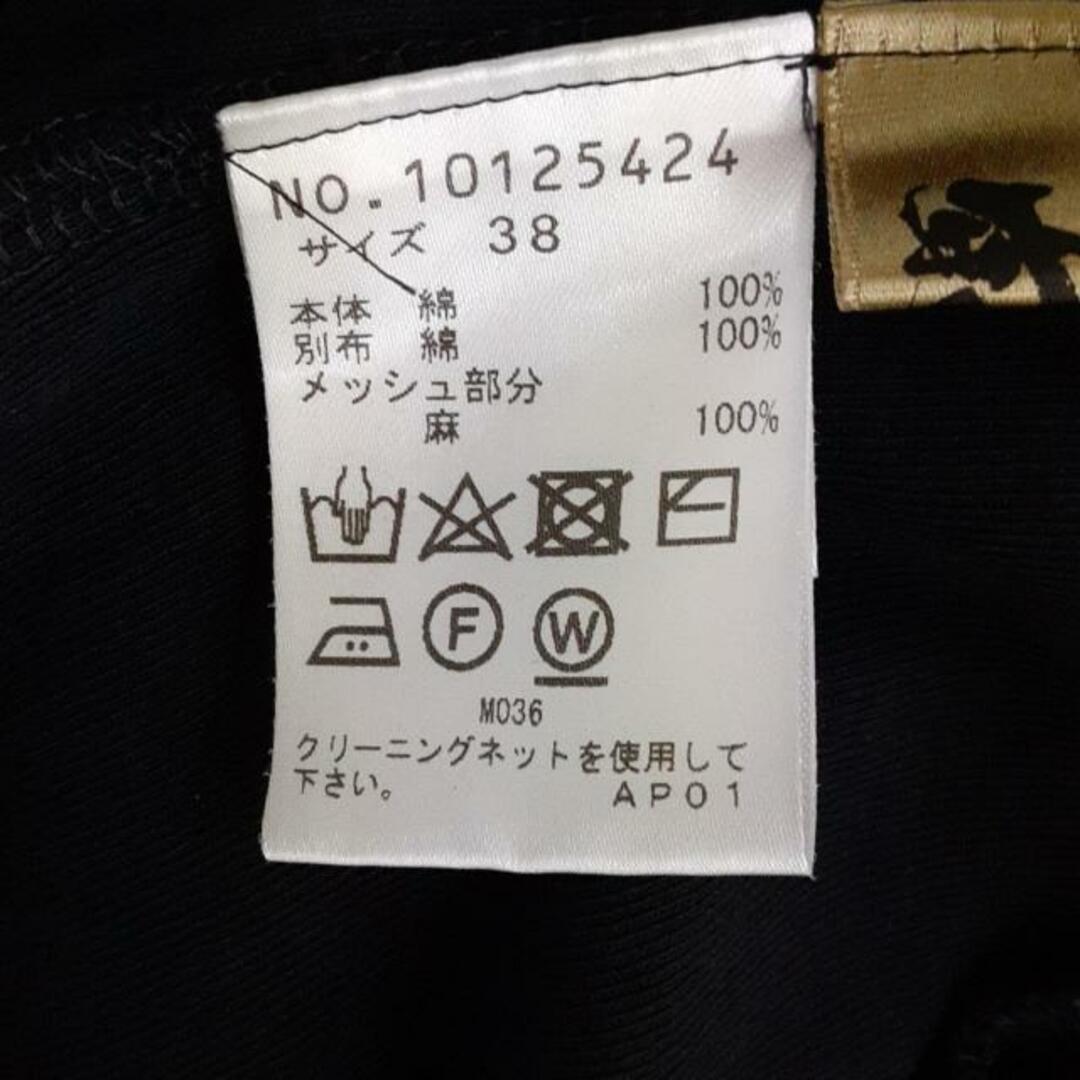 NO.10125424
サイズ 38
本体 綿 100%
別布 綿 100%
メッシュ部分
麻 100%
F W
M036
クリーニングネットを使用して
下さい。 AP01